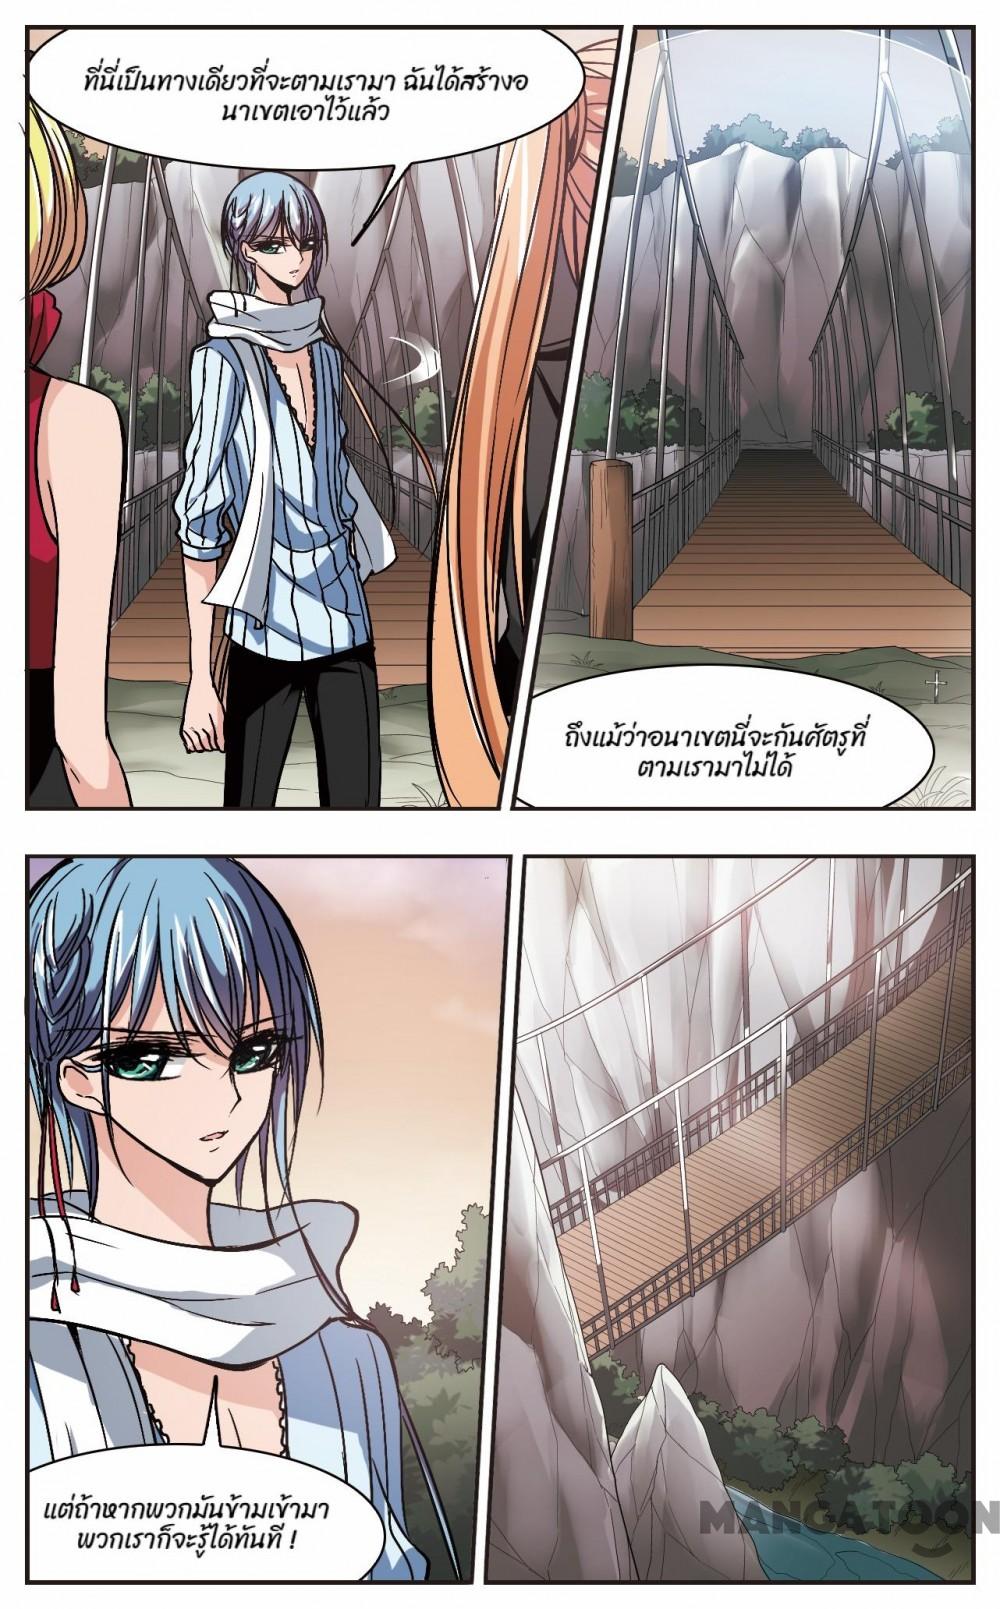 ที่นี่เป็นทางเดียวที่จะตามเรามา ฉันได้สร้างอ
นาเขตเอาไว้แล้ว
ถึงแม้ว่าอนาเขตนี่จะกันศัตรูที่
ตามเรามาไม่ได้
แต่ถ้าหากพวกมันข้ามเข้ามา
พวกเราก็จะรู้ได้ทันที !
MANGATOON